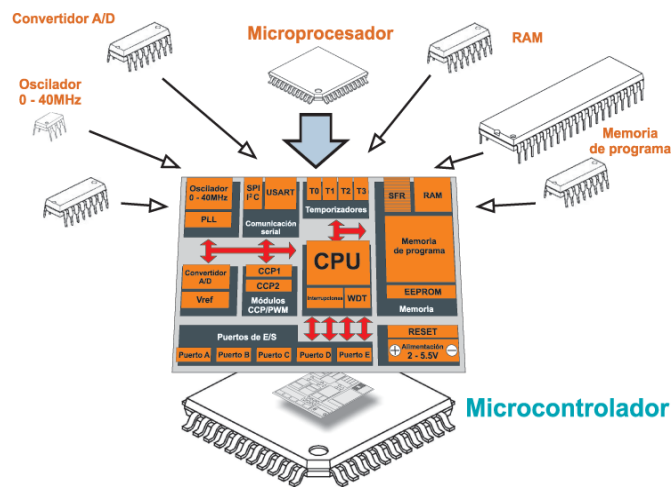 Convertidor A/D
Microprocesador
RAM
Oscilador
0 - 40MHz
Memoria
de programa
Oscilador
0 - 40MHz
PLL
SPI
I²C
USART
Comunicación
serial
T0 T1 T2 T3
Temporizadores
SFR
RAM
Memoria
de programa
EEPROM
Memoria
Convertidor
A/D
Vref
CCP1
CCP2
Módulos
CCP/PWM
CPU
Interrupciones
WDT
Puertos de E/S
Puerto A Puerto B Puerto C Puerto D Puerto E
RESET
+ Alimentación −
2 - 5.5V
Microcontrolador